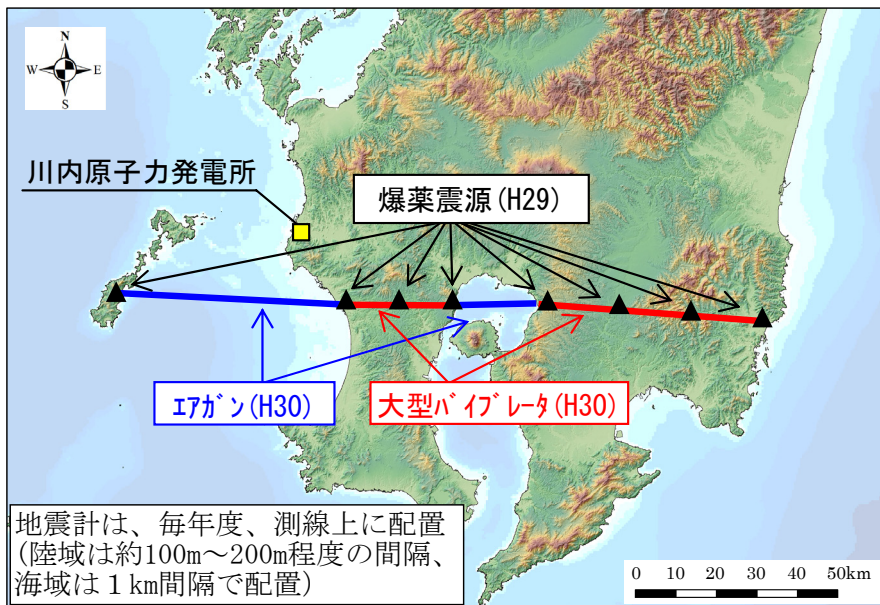 N
W E
S
川内原子力発電所
爆薬震源(H29)
エアガン(H30)
大型バイブレータ(H30)
地震計は、毎年度、測線上に配置
(陸域は約100m～200m程度の間隔、
海域は1km間隔で配置)
0 10 20 30 40 50km